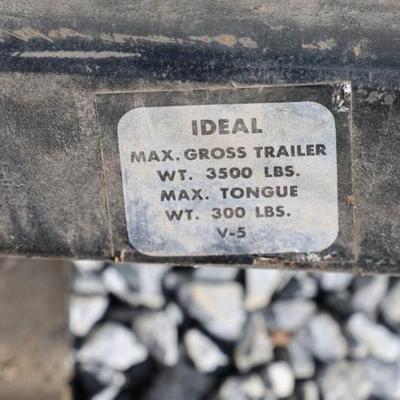 IDEAL
MAX. GROSS TRAILER
WT. 3500 LBS.
MAX. TONGUE
WT. 300 LBS.
V-5